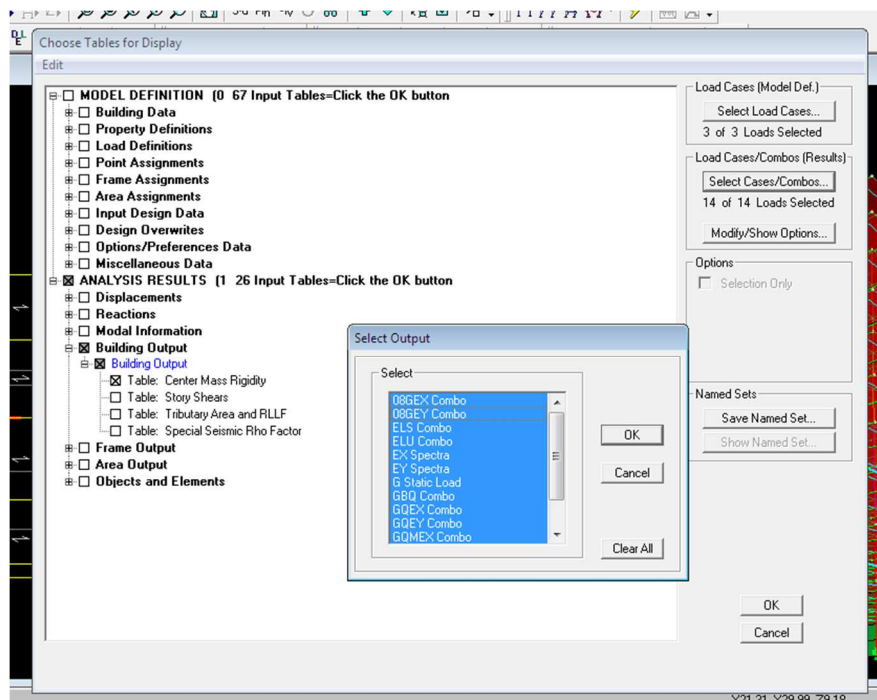 Choose Tables for Display
Edit
MODEL DEFINITION (0 67 Input Tables=Click the OK button
Building Data
Property Definitions
Load Definitions
Point Assignments
Frame Assignments
Area Assignments
Input Design Data
Design Overwrites
Options/Preferences Data
Miscellaneous Data
ANALYSIS RESULTS (1 26 Input Tables=Click the OK button
Displacements
Reactions
Modal Information
Building Output
Building Output
Table: Center Mass Rigidity
Table: Story Shears
Table: Tributary Area and RLLF
Table: Special Seismic Rho Factor
Frame Output
Area Output
Objects and Elements
Load Cases (Model Def.)
Select Load Cases...
3 of 3 Loads Selected
Load Cases/Combos (Results)
Select Cases/Combos...
14 of 14 Loads Selected
Modify/Show Options...
Options
Selection Only
Named Sets
Save Named Set...
Show Named Set...
OK
Cancel
Select Output
Select
08GEX Combo
08GEY Combo
ELS Combo
ELU Combo
EX Spectra
EY Spectra
G Static Load
GBQ Combo
GQEX Combo
GQEY Combo
GQMEX Combo
OK
Cancel
Clear All